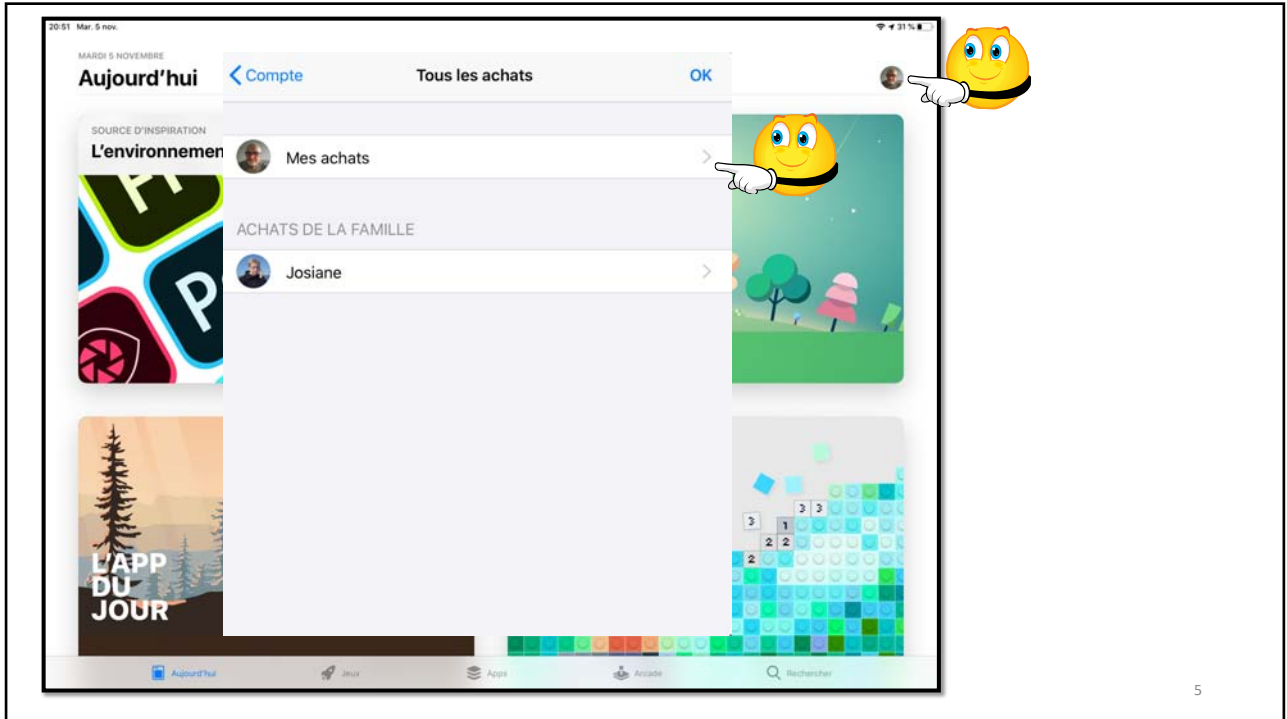 20:51 Mar. 5 nov.
31 %
MARDI 5 NOVEMBRE
Aujourd'hui
Compte
Tous les achats
OK
SOURCE D'INSPIRATION
L'environnemen
Fr
P
Mes achats
ACHATS DE LA FAMILLE
Josiane
L'APP
DU
JOUR
3 3
3 1
2 2
2
Aujourd'hui
Jeux
Apps
Arcade
Rechercher
5